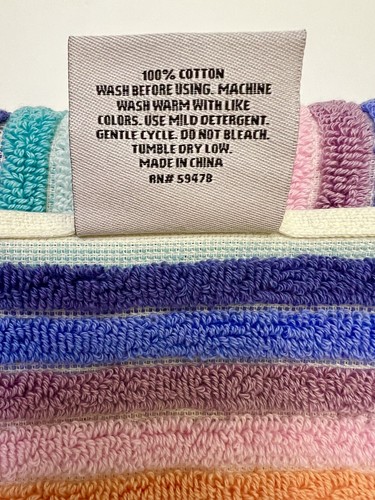 100% COTTON
WASH BEFORE USING. MACHINE
WASH WARM WITH LIKE
COLORS. USE MILD DETERGENT.
GENTLE CYCLE. DO NOT BLEACH.
TUMBLE DRY LOW.
MADE IN CHINA
RN# 59478